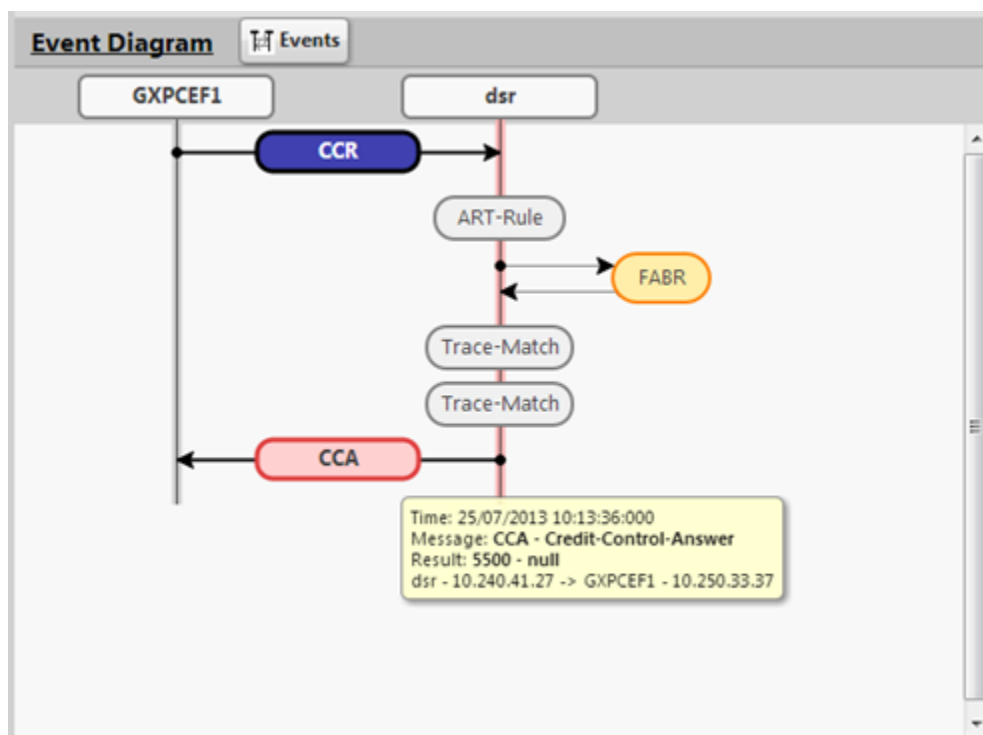 Event Diagram
Events
GXPCEF1
dsr
CCR
ART-Rule
FABR
Trace-Match
Trace-Match
CCA
Time: 25/07/2013 10:13:36:000
Message: CCA - Credit-Control-Answer
Result: 5500 - null
dsr - 10.240.41.27 -> GXPCEF1 - 10.250.33.37